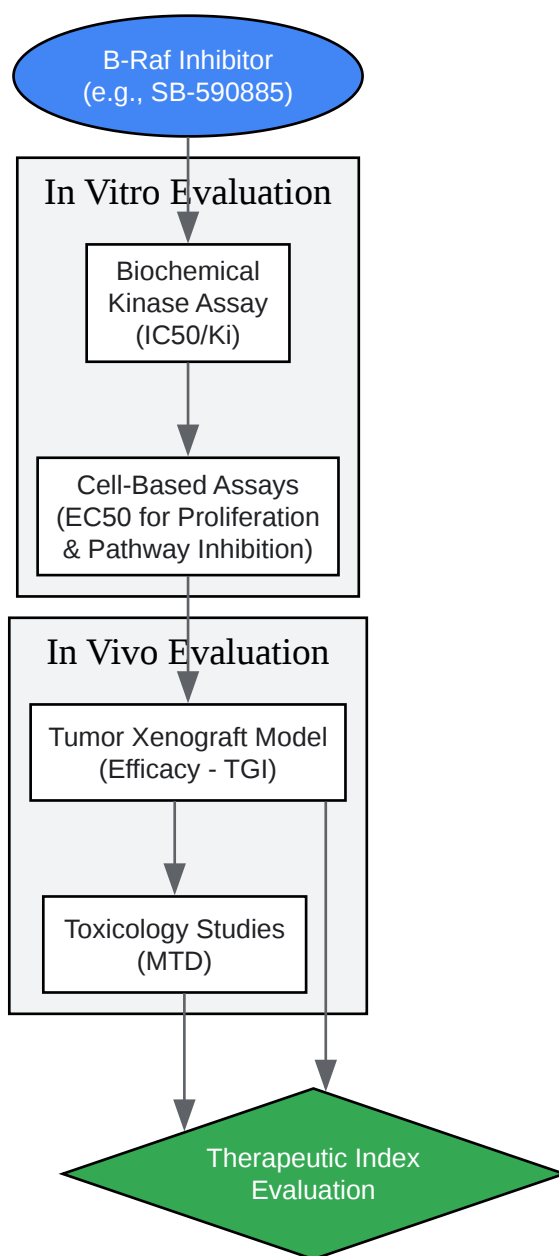 B-Raf Inhibitor
(e.g., SB-590885)
In Vitro Evaluation
Biochemical
Kinase Assay
(IC50/Ki)
Cell-Based Assays
(EC50 for Proliferation
& Pathway Inhibition)
In Vivo Evaluation
Tumor Xenograft Model
(Efficacy - TGI)
Toxicology Studies
(MTD)
Therapeutic Index
Evaluation